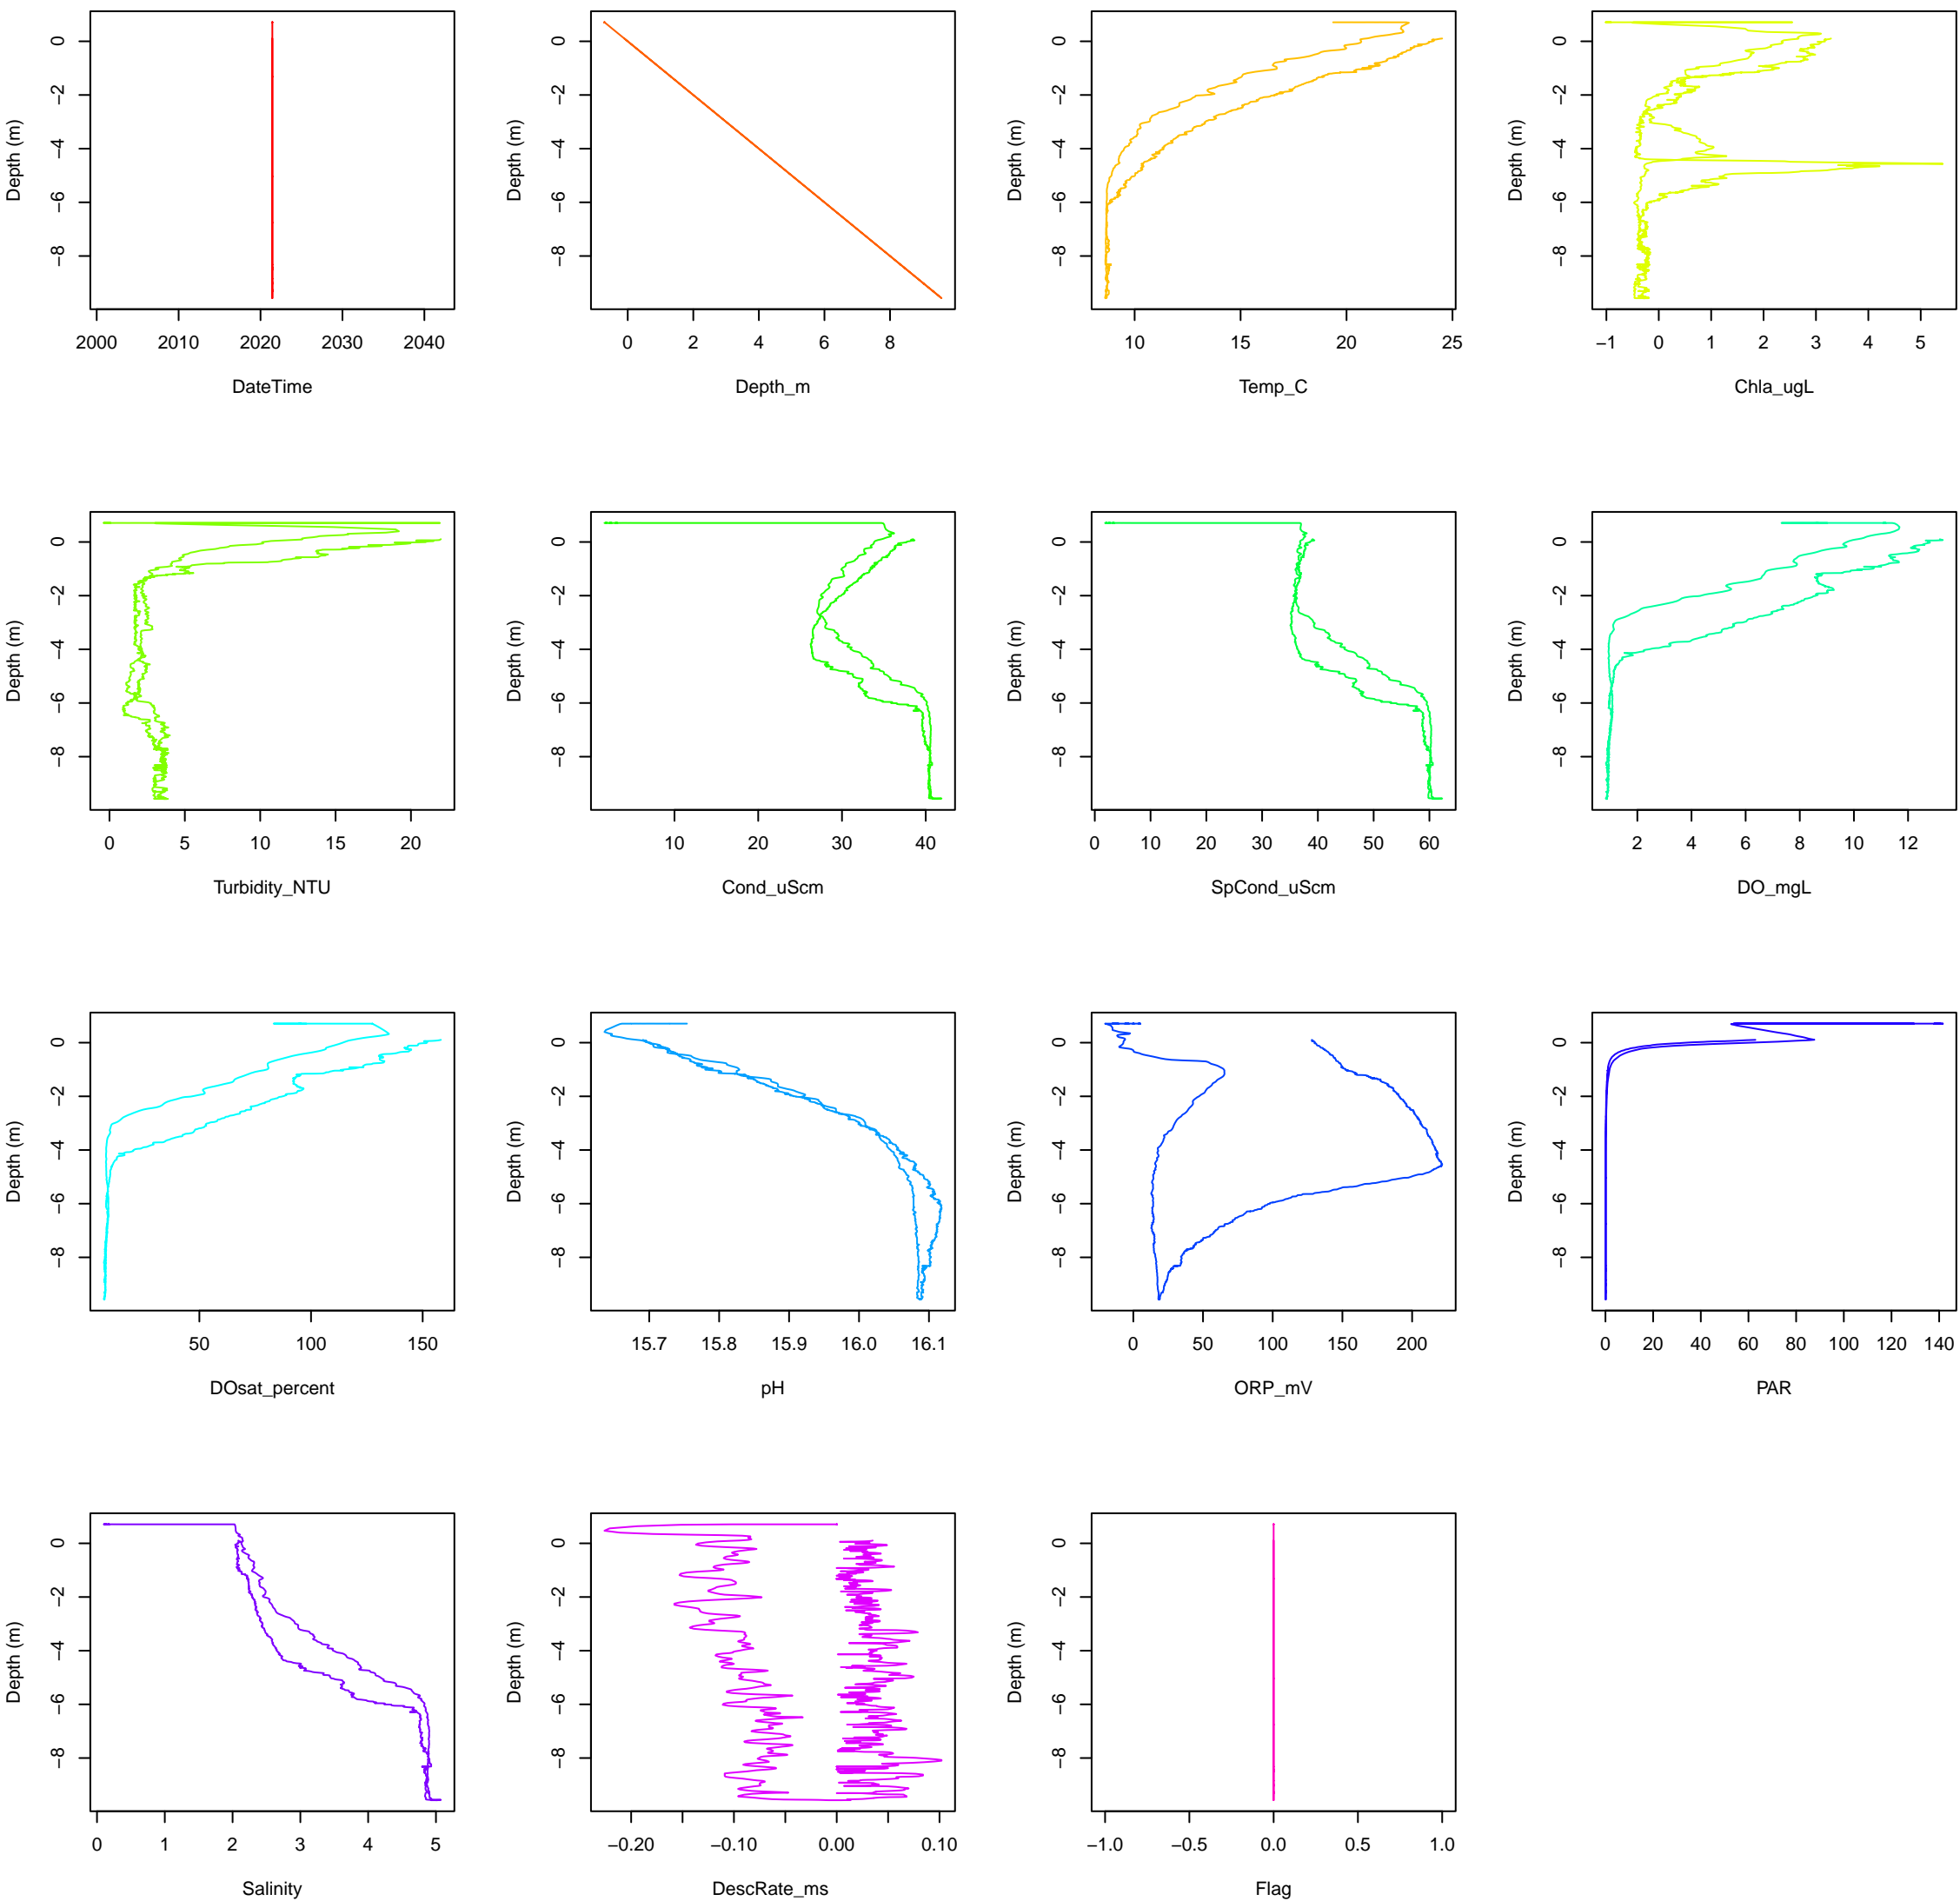 0 −2 −4 −6 −8
Depth (m)
2000 2010 2020 2030 2040
DateTime
0 −2 −4 −6 −8
Depth (m)
0 2 4 6 8
Depth_m
0 −2 −4 −6 −8
Depth (m)
10 15 20 25
Temp_C
0 −2 −4 −6 −8
Depth (m)
−1 0 1 2 3 4 5
Chla_ugL
0 −2 −4 −6 −8
Depth (m)
0 5 10 15 20
Turbidity_NTU
0 −2 −4 −6 −8
Depth (m)
10 20 30 40
Cond_uScm
0 −2 −4 −6 −8
Depth (m)
0 10 20 30 40 50 60
SpCond_uScm
0 −2 −4 −6 −8
Depth (m)
2 4 6 8 10 12
DO_mgL
0 −2 −4 −6 −8
Depth (m)
50 100 150
DOsat_percent
0 −2 −4 −6 −8
Depth (m)
15.7 15.8 15.9 16.0 16.1
pH
0 −2 −4 −6 −8
Depth (m)
0 50 100 150 200
ORP_mV
0 −2 −4 −6 −8
Depth (m)
0 20 40 60 80 100 120 140
PAR
0 −2 −4 −6 −8
Depth (m)
0 1 2 3 4 5
Salinity
0 −2 −4 −6 −8
Depth (m)
−0.20 −0.10 0.00 0.10
DescRate_ms
0 −2 −4 −6 −8
Depth (m)
−1.0 −0.5 0.0 0.5 1.0
Flag